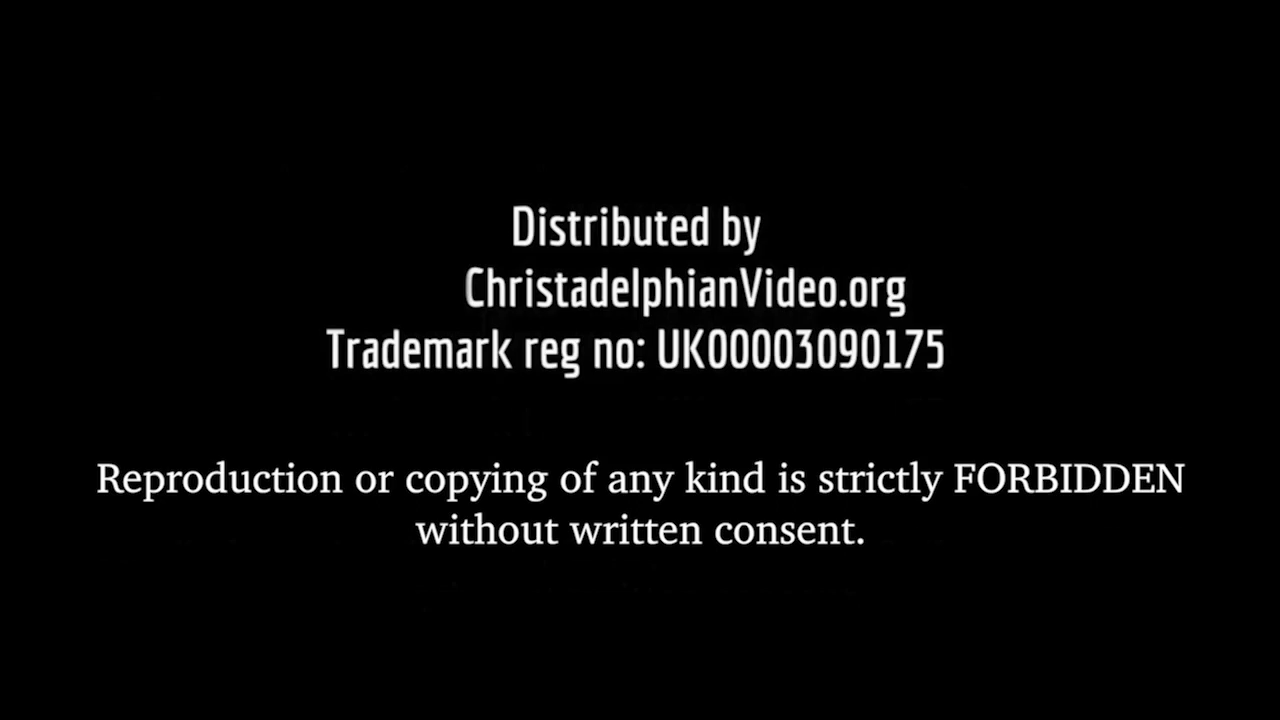 Distributed by
ChristadelphianVideo.org
Trademark reg no: UK00003090175
Reproduction or copying of any kind is strictly FORBIDDEN
without written consent.